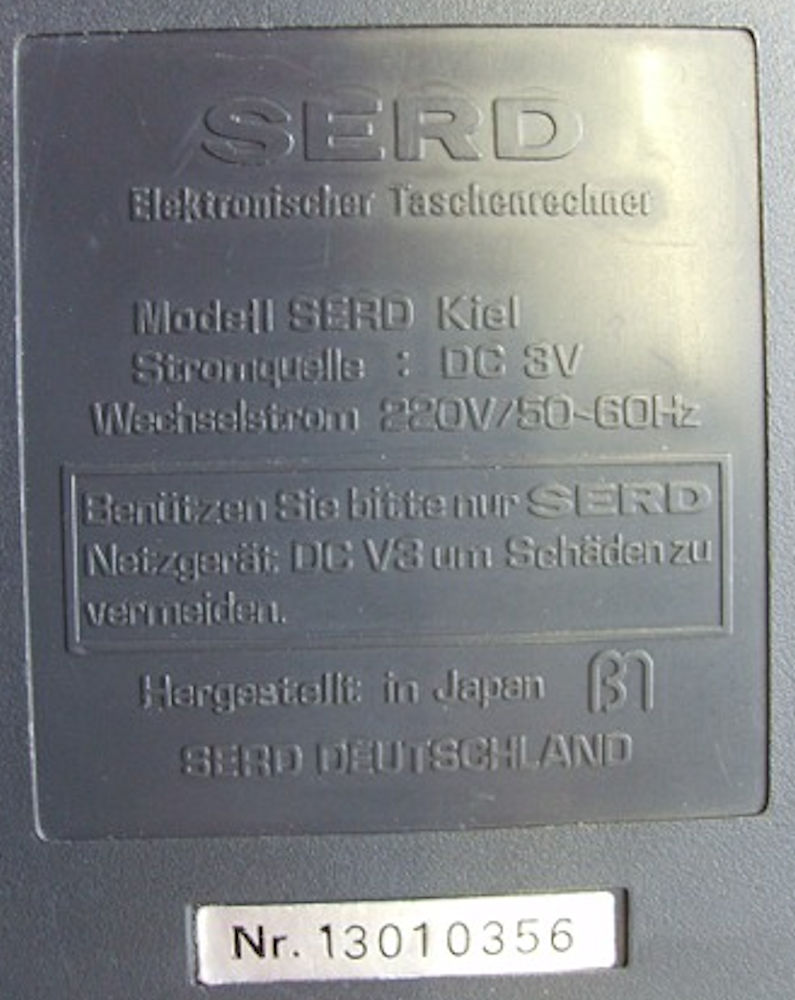 SERD
Elektronischer Taschenrechner
Modell SERD Kiel
Stromquelle : DC 3V
Wechselstrom 220V/50~60Hz
Benützen Sie bitte nur SERD
Netzgerät DC V3 um Schäden zu
vermeiden.
Hergestellt in Japan
SERD DEUTSCHLAND
Nr. 13010356